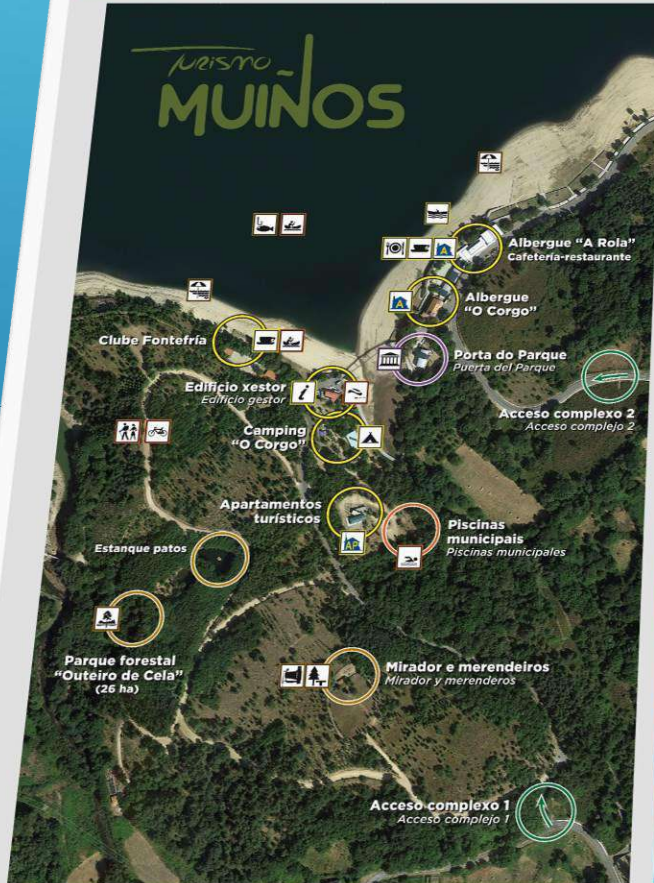 TURISMO
MUIÑOS
Albergue “A Rola”
Cafetería-restaurante
A
Albergue
“O Corgo”
A
Clube Fontefría
Porta do Parque
Puerta del Parque
Edificio xestor
Edificio gestor
i
Acceso complexo 2
Acceso complejo 2
Camping
“O Corgo”
Apartamentos
turísticos
AP
Piscinas
municipais
Piscinas municipales
Estanque patos
Parque forestal
“Outeiro de Cela”
(26 ha)
Mirador e merendeiros
Mirador y merenderos
Acceso complexo 1
Acceso complejo 1